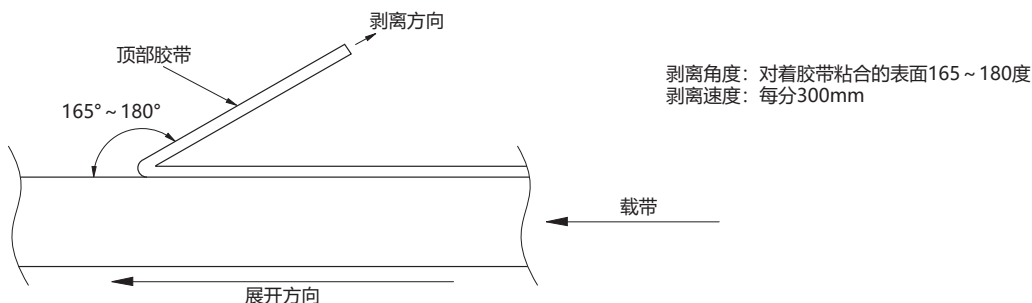 剥离方向
顶部胶带
剥离角度：对着胶带粘合的表面165～180度
剥离速度：每分300mm
165°～180°
载带
展开方向